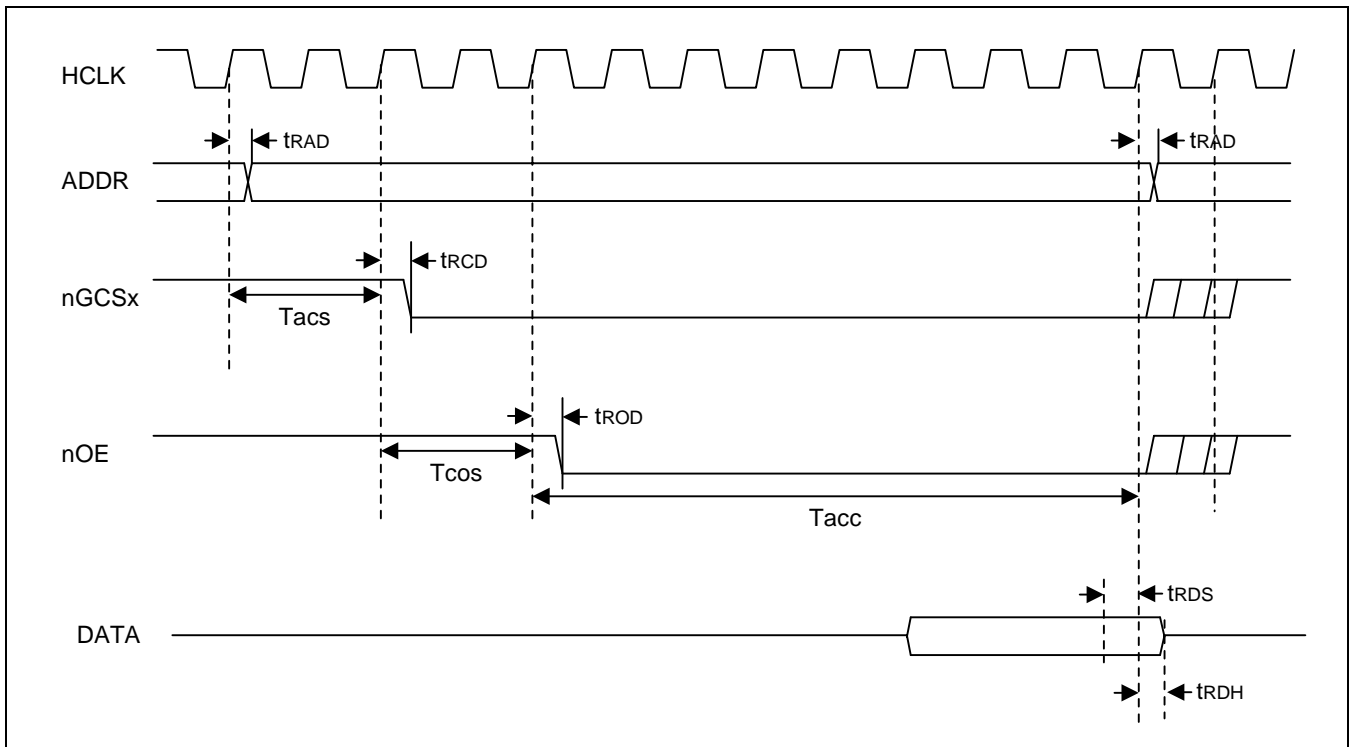 HCLK
tRAD
tRAD
ADDR
tRCD
nGCSx
Tacs
tROD
nOE
Tcos
Tacc
tRDS
DATA
tRDH